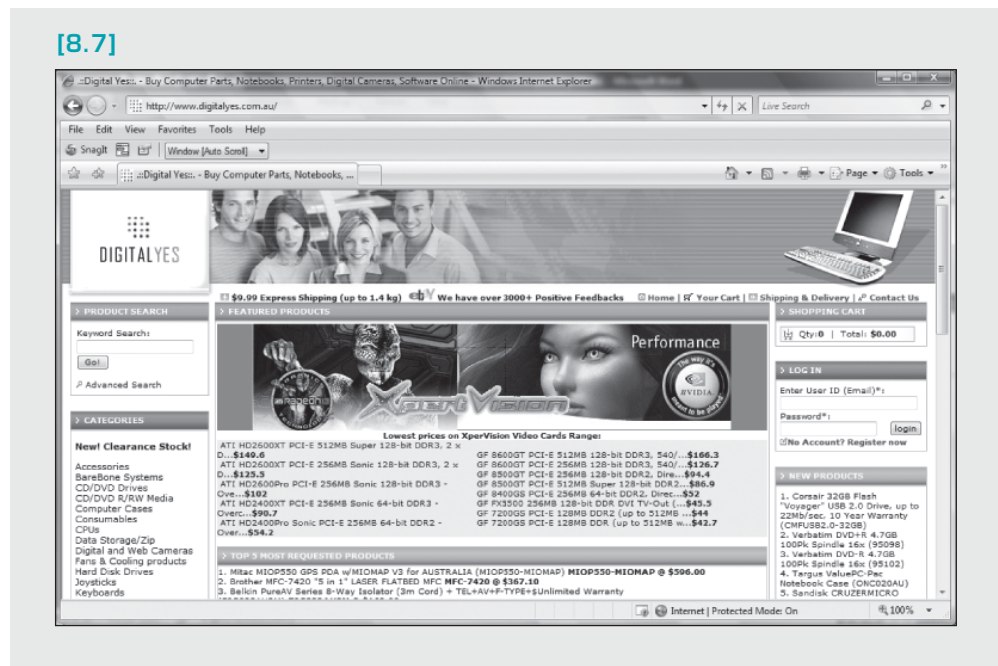 [8.7]
.::Digital Yes::. - Buy Computer Parts, Notebooks, Printers, Digital Cameras, Software Online - Windows Internet Explorer
http://www.digitalyes.com.au/
Live Search
File Edit View Favorites Tools Help
SnagIt Window [Auto Scroll]
.::Digital Yes::. - Buy Computer Parts, Notebooks, ...
Page Tools
DIGITALYES
$9.99 Express Shipping (up to 1.4 kg) ebY We have over 3000+ Positive Feedbacks Home | Your Cart | Shipping & Delivery | Contact Us
> PRODUCT SEARCH
Keyword Search:
Go!
Advanced Search
> CATEGORIES
New! Clearance Stock!
Accessories
BareBone Systems
CD/DVD Drives
CD/DVD R/RW Media
Computer Cases
Consumables
CPUs
Data Storage/Zip
Digital and Web Cameras
Fans & Cooling products
Hard Disk Drives
Joysticks
Keyboards
> FEATURED PRODUCTS
Performance
RADEON
The way it's
NVIDIA
meant to be played
XpertVision
Lowest prices on XperVision Video Cards Range:
ATI HD2600XT PCI-E 512MB Super 128-bit DDR3, 2 x
D...$149.6
ATI HD2600XT PCI-E 256MB Sonic 128-bit DDR3, 2 x
D...$125.5
ATI HD2600Pro PCI-E 256MB Sonic 128-bit DDR3 -
Ove...$102
ATI HD2400XT PCI-E 256MB Sonic 64-bit DDR3 -
Overc...$90.7
ATI HD2400Pro Sonic PCI-E 256MB 64-bit DDR2 -
Over...$54.2
GF 8600GT PCI-E 512MB 128-bit DDR3, 540/...$166.3
GF 8600GT PCI-E 256MB 128-bit DDR3, 540/...$126.7
GF 8500GT PCI-E 256MB 128-bit DDR2, Dir...$94.4
GF 8500GT PCI-E 512MB Super 128-bit DDR2...$86.9
GF 8400GS PCI-E 256MB 64-bit DDR2, Direc...$52
GF FX5500 256MB 128-bit DDR DVI TV-Out (...$45.5
GF 7200GS PCI-E 128MB DDR (up to 512MB ...$44
GF 7200GS PCI-E 128MB DDR (up to 512MB w...$42.7
> TOP 5 MOST REQUESTED PRODUCTS
1. Mitac MIOP550 GPS PDA w/MIOMAP V3 for AUSTRALIA (MIOP550-MIOMAP) MIOP550-MIOMAP @ $596.00
2. Brother MFC-7420 "5 in 1" LASER FLATBED MFC MFC-7420 @ $367.10
3. Belkin PureAV Series 8-Way Isolator (3m Cord) + TEL+AV+F-TYPE+$Unlimited Warranty
> SHOPPING CART
Qty:0 | Total: $0.00
> LOG IN
Enter User ID (Email)*:
Password*:
login
No Account? Register now
> NEW PRODUCTS
1. Corsair 32GB Flash
"Voyager" USB 2.0 Drive, up to
22Mb/sec. 10 Year Warranty
(CMFUSB2.0-32GB)
2. Verbatim DVD+R 4.7GB
100Pk Spindle 16x (95098)
3. Verbatim DVD-R 4.7GB
100Pk Spindle 16x (95102)
4. Targus ValuePC-Pac
Notebook Case (ONC020AU)
5. Sandisk CRUZERMICRO
Internet | Protected Mode: On
100%